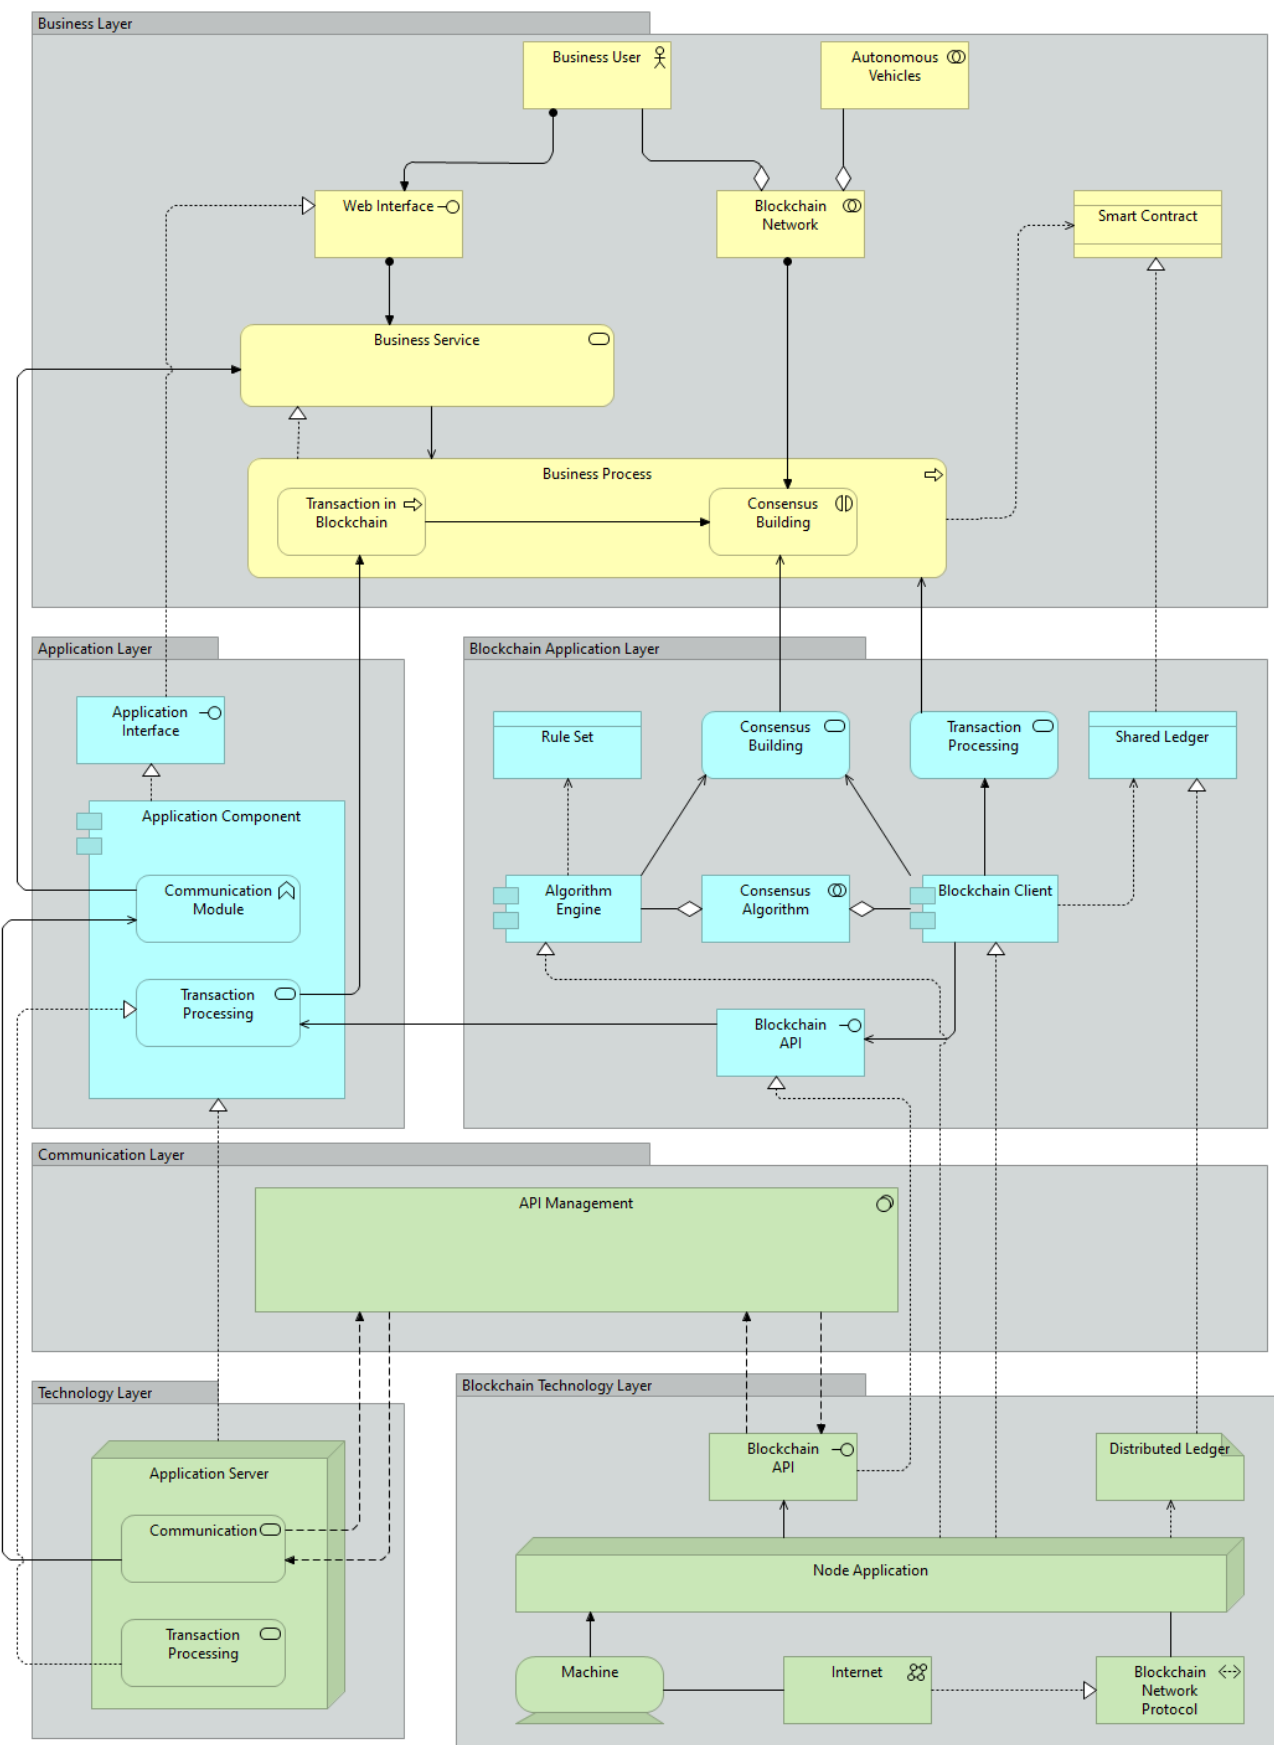 Business Layer
Business User
Autonomous
Vehicles
Web Interface
Blockchain
Network
Smart Contract
Business Service
Business Process
Transaction in
Blockchain
Consensus
Building
Application Layer
Blockchain Application Layer
Application
Interface
Rule Set
Consensus
Building
Transaction
Processing
Shared Ledger
Application Component
Communication
Module
Algorithm
Engine
Consensus
Algorithm
Blockchain Client
Transaction
Processing
Blockchain
API
Communication Layer
API Management
Technology Layer
Blockchain Technology Layer
Application Server
Blockchain
API
Distributed Ledger
Communication
Node Application
Transaction
Processing
Machine
Internet
Blockchain
Network
Protocol